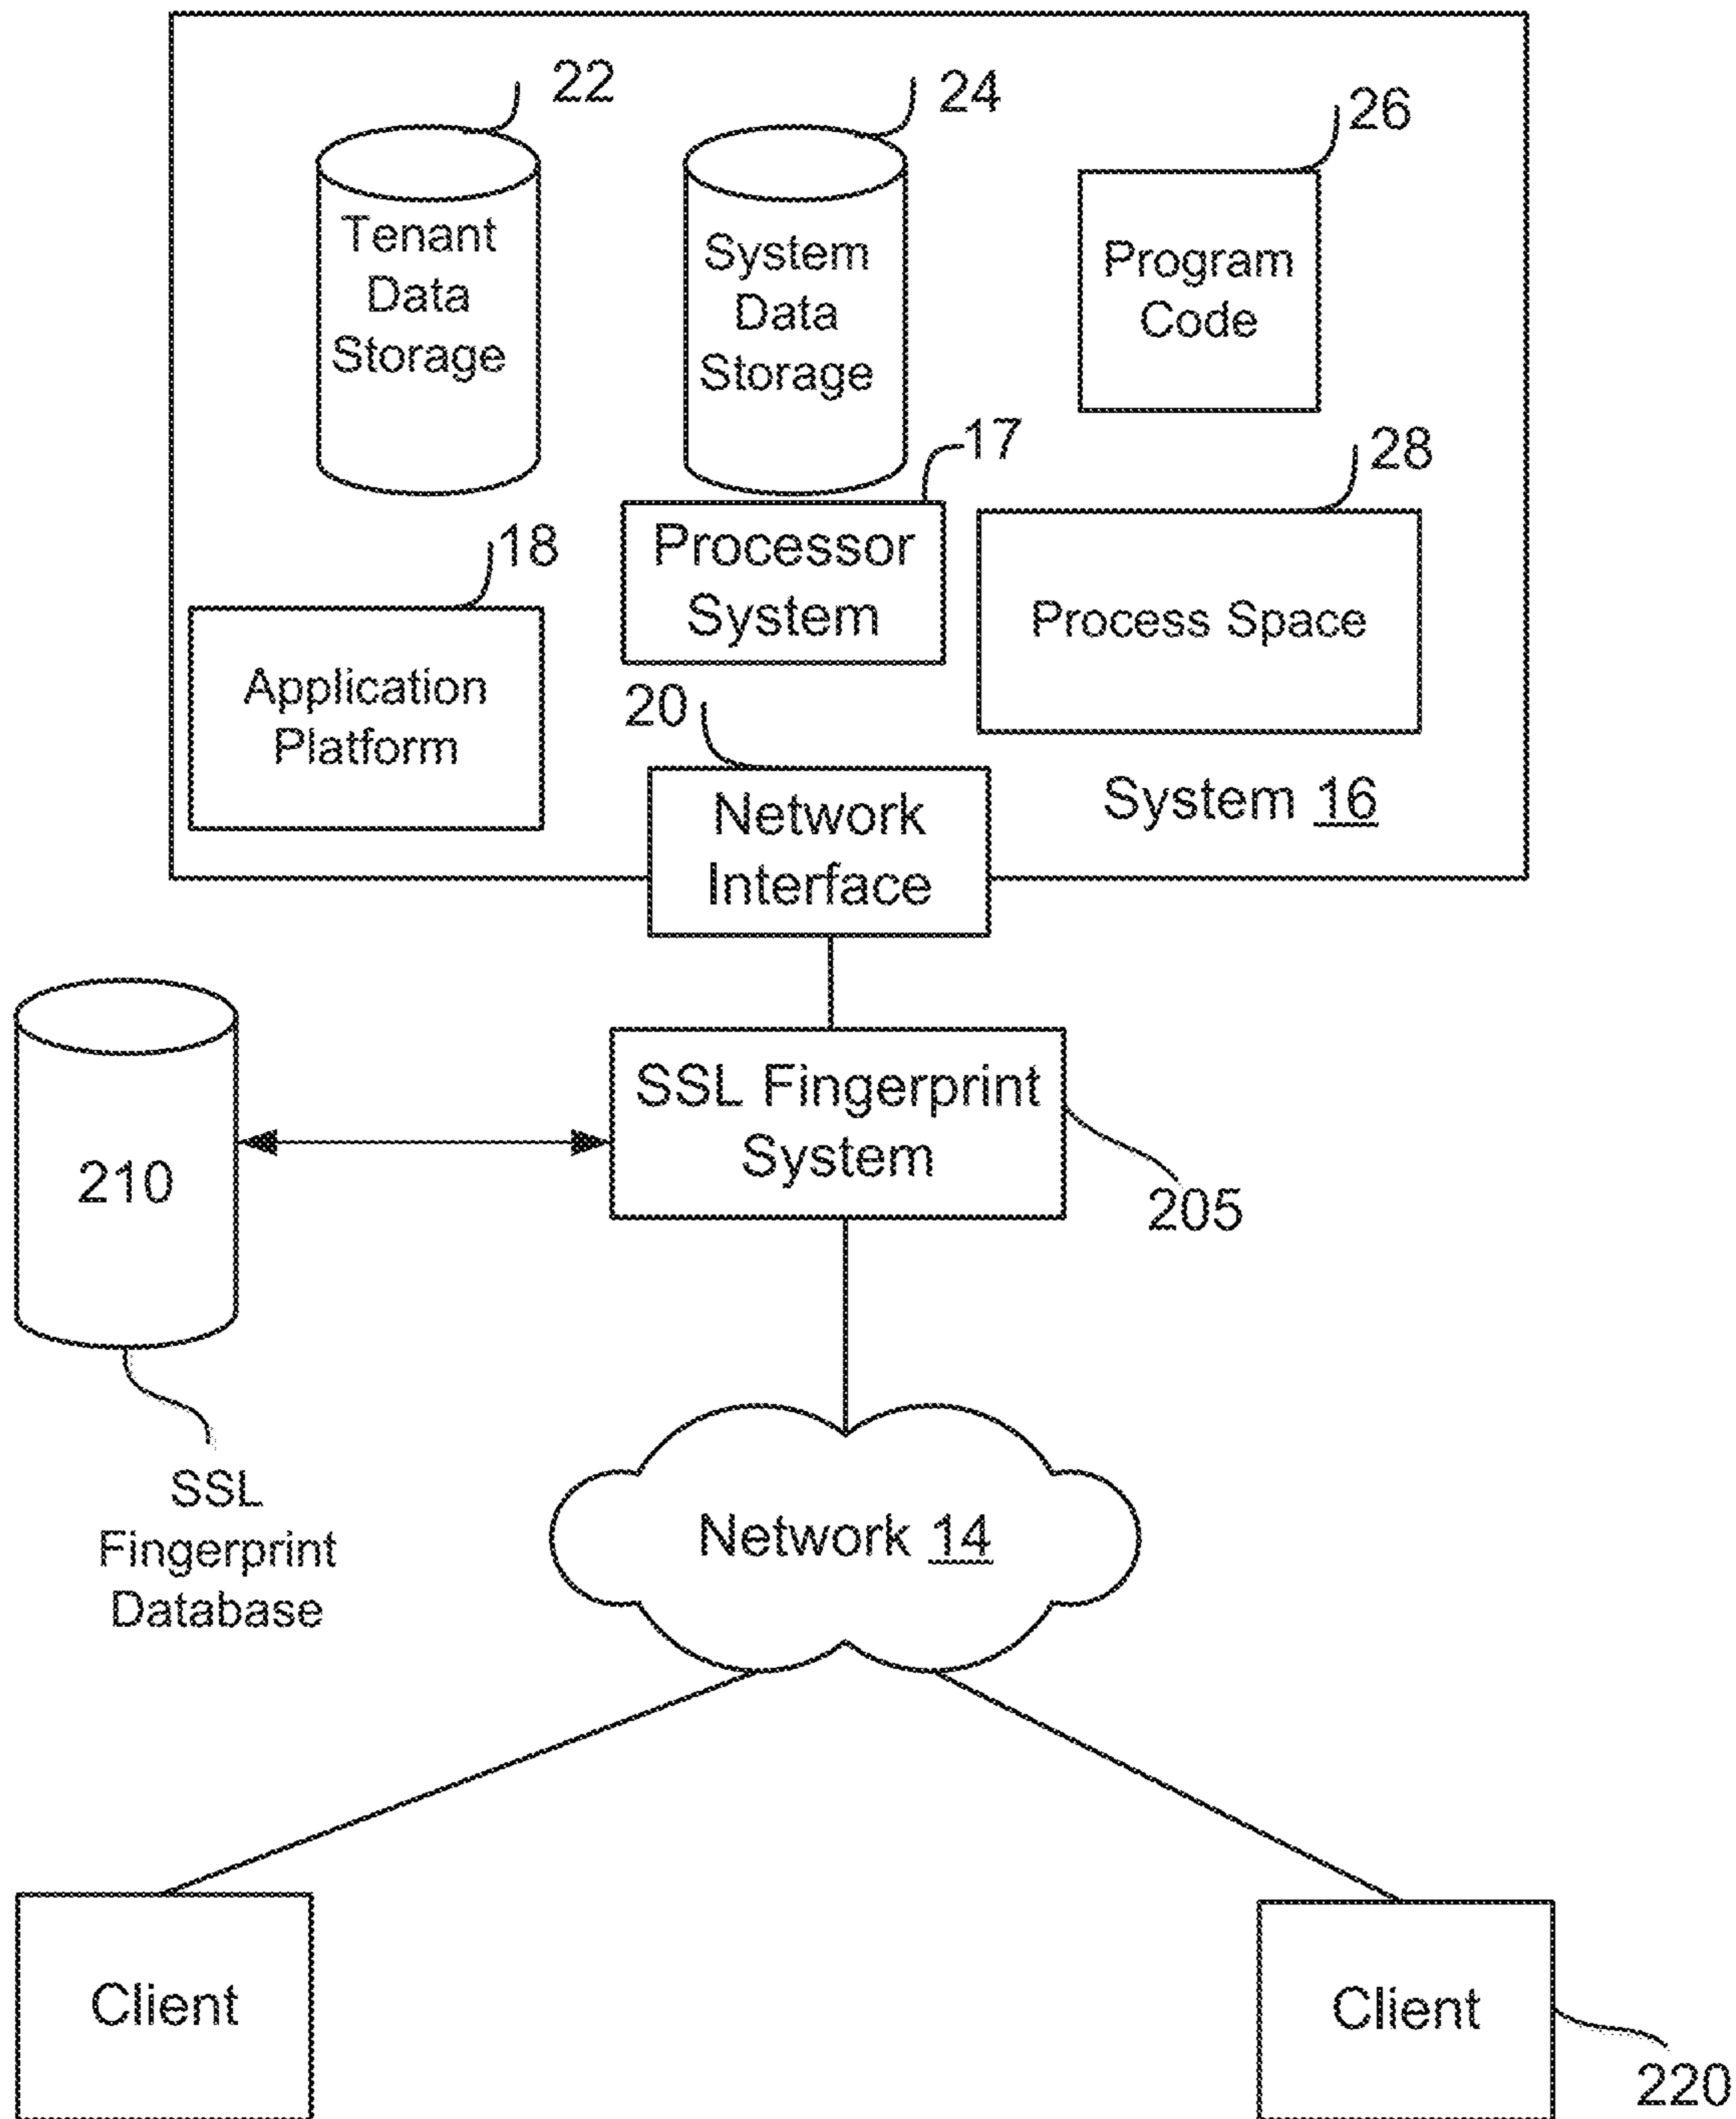 22
24
26
Tenant
Data
Storage
System
Data
Storage
Program
Code
17
28
18
Processor
System
Process Space
Application
Platform
20
Network
Interface
System 16
SSL Fingerprint
System
210
205
SSL
Fingerprint
Database
Network 14
Client
Client
220